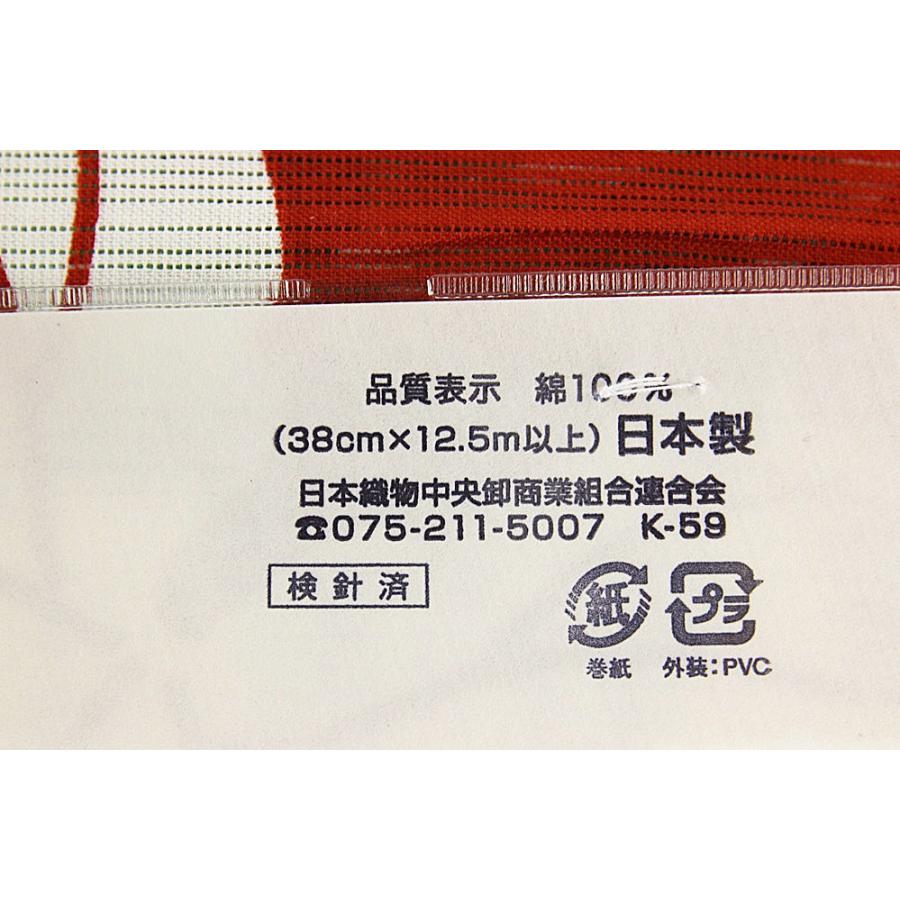 品質表示 綿100%
(38cm×12.5m以上) 日本製
日本織物中央卸商業組合連合会
☎075-211-5007 K-59
検針済
紙 プラ
巻紙 外装:PVC